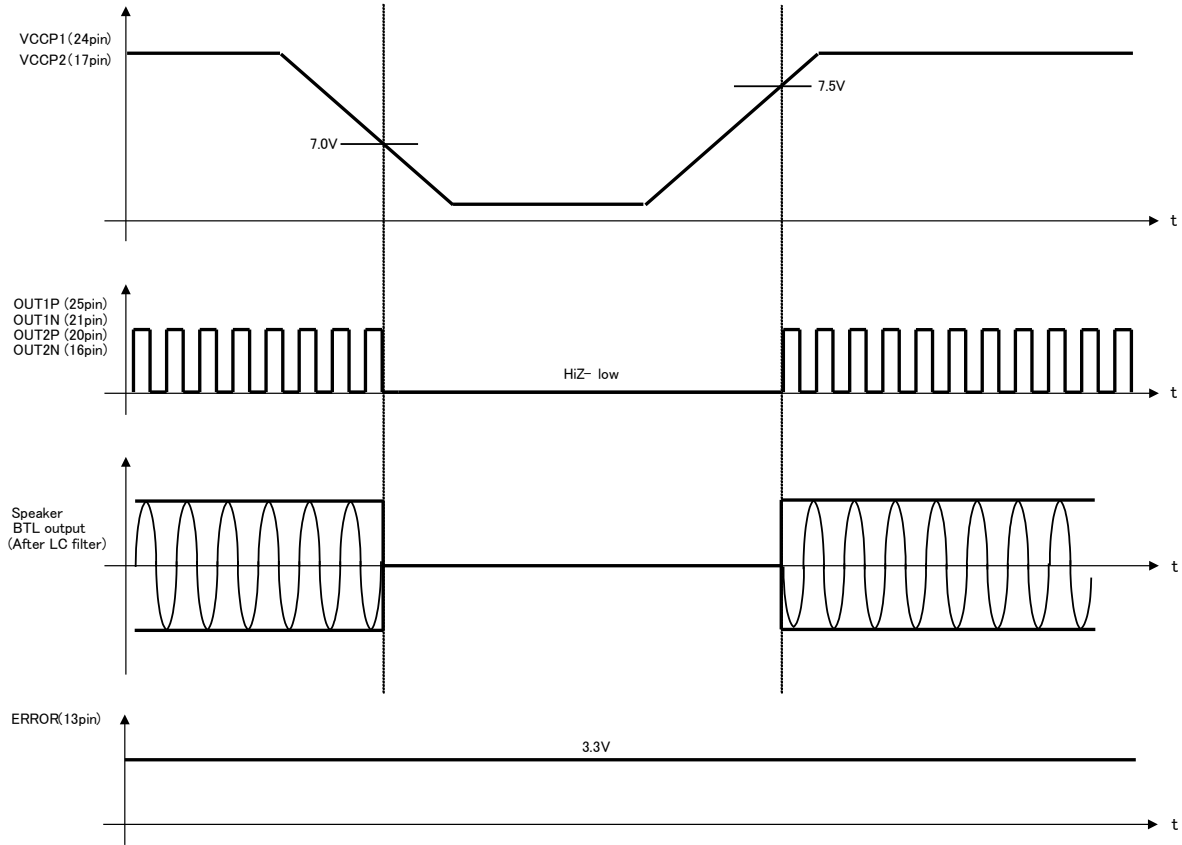 VCCP1(24pin)
VCCP2(17pin)
7.5V
7.0V
t
OUT1P (25pin)
OUT1N (21pin)
OUT2P (20pin)
OUT2N (16pin)
HiZ- low
t
Speaker
BTL output
(After LC filter)
t
ERROR(13pin)
3.3V
t